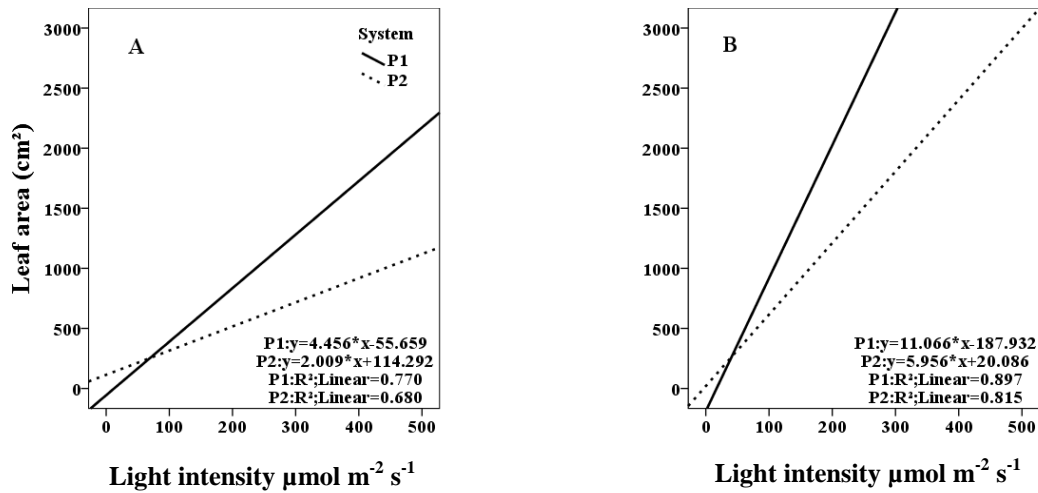 A
System
P1
P2
Leaf area (cm²)
3000
2500
2000
1500
1000
500
0
P1:y=4.456*x-55.659
P2:y=2.009*x+114.292
P1:R²;Linear=0.770
P2:R²;Linear=0.680
0 100 200 300 400 500
Light intensity µmol m⁻² s⁻¹
B
3000
2500
2000
1500
1000
500
0
P1:y=11.066*x-187.932
P2:y=5.956*x+20.086
P1:R²;Linear=0.897
P2:R²;Linear=0.815
0 100 200 300 400 500
Light intensity µmol m⁻² s⁻¹